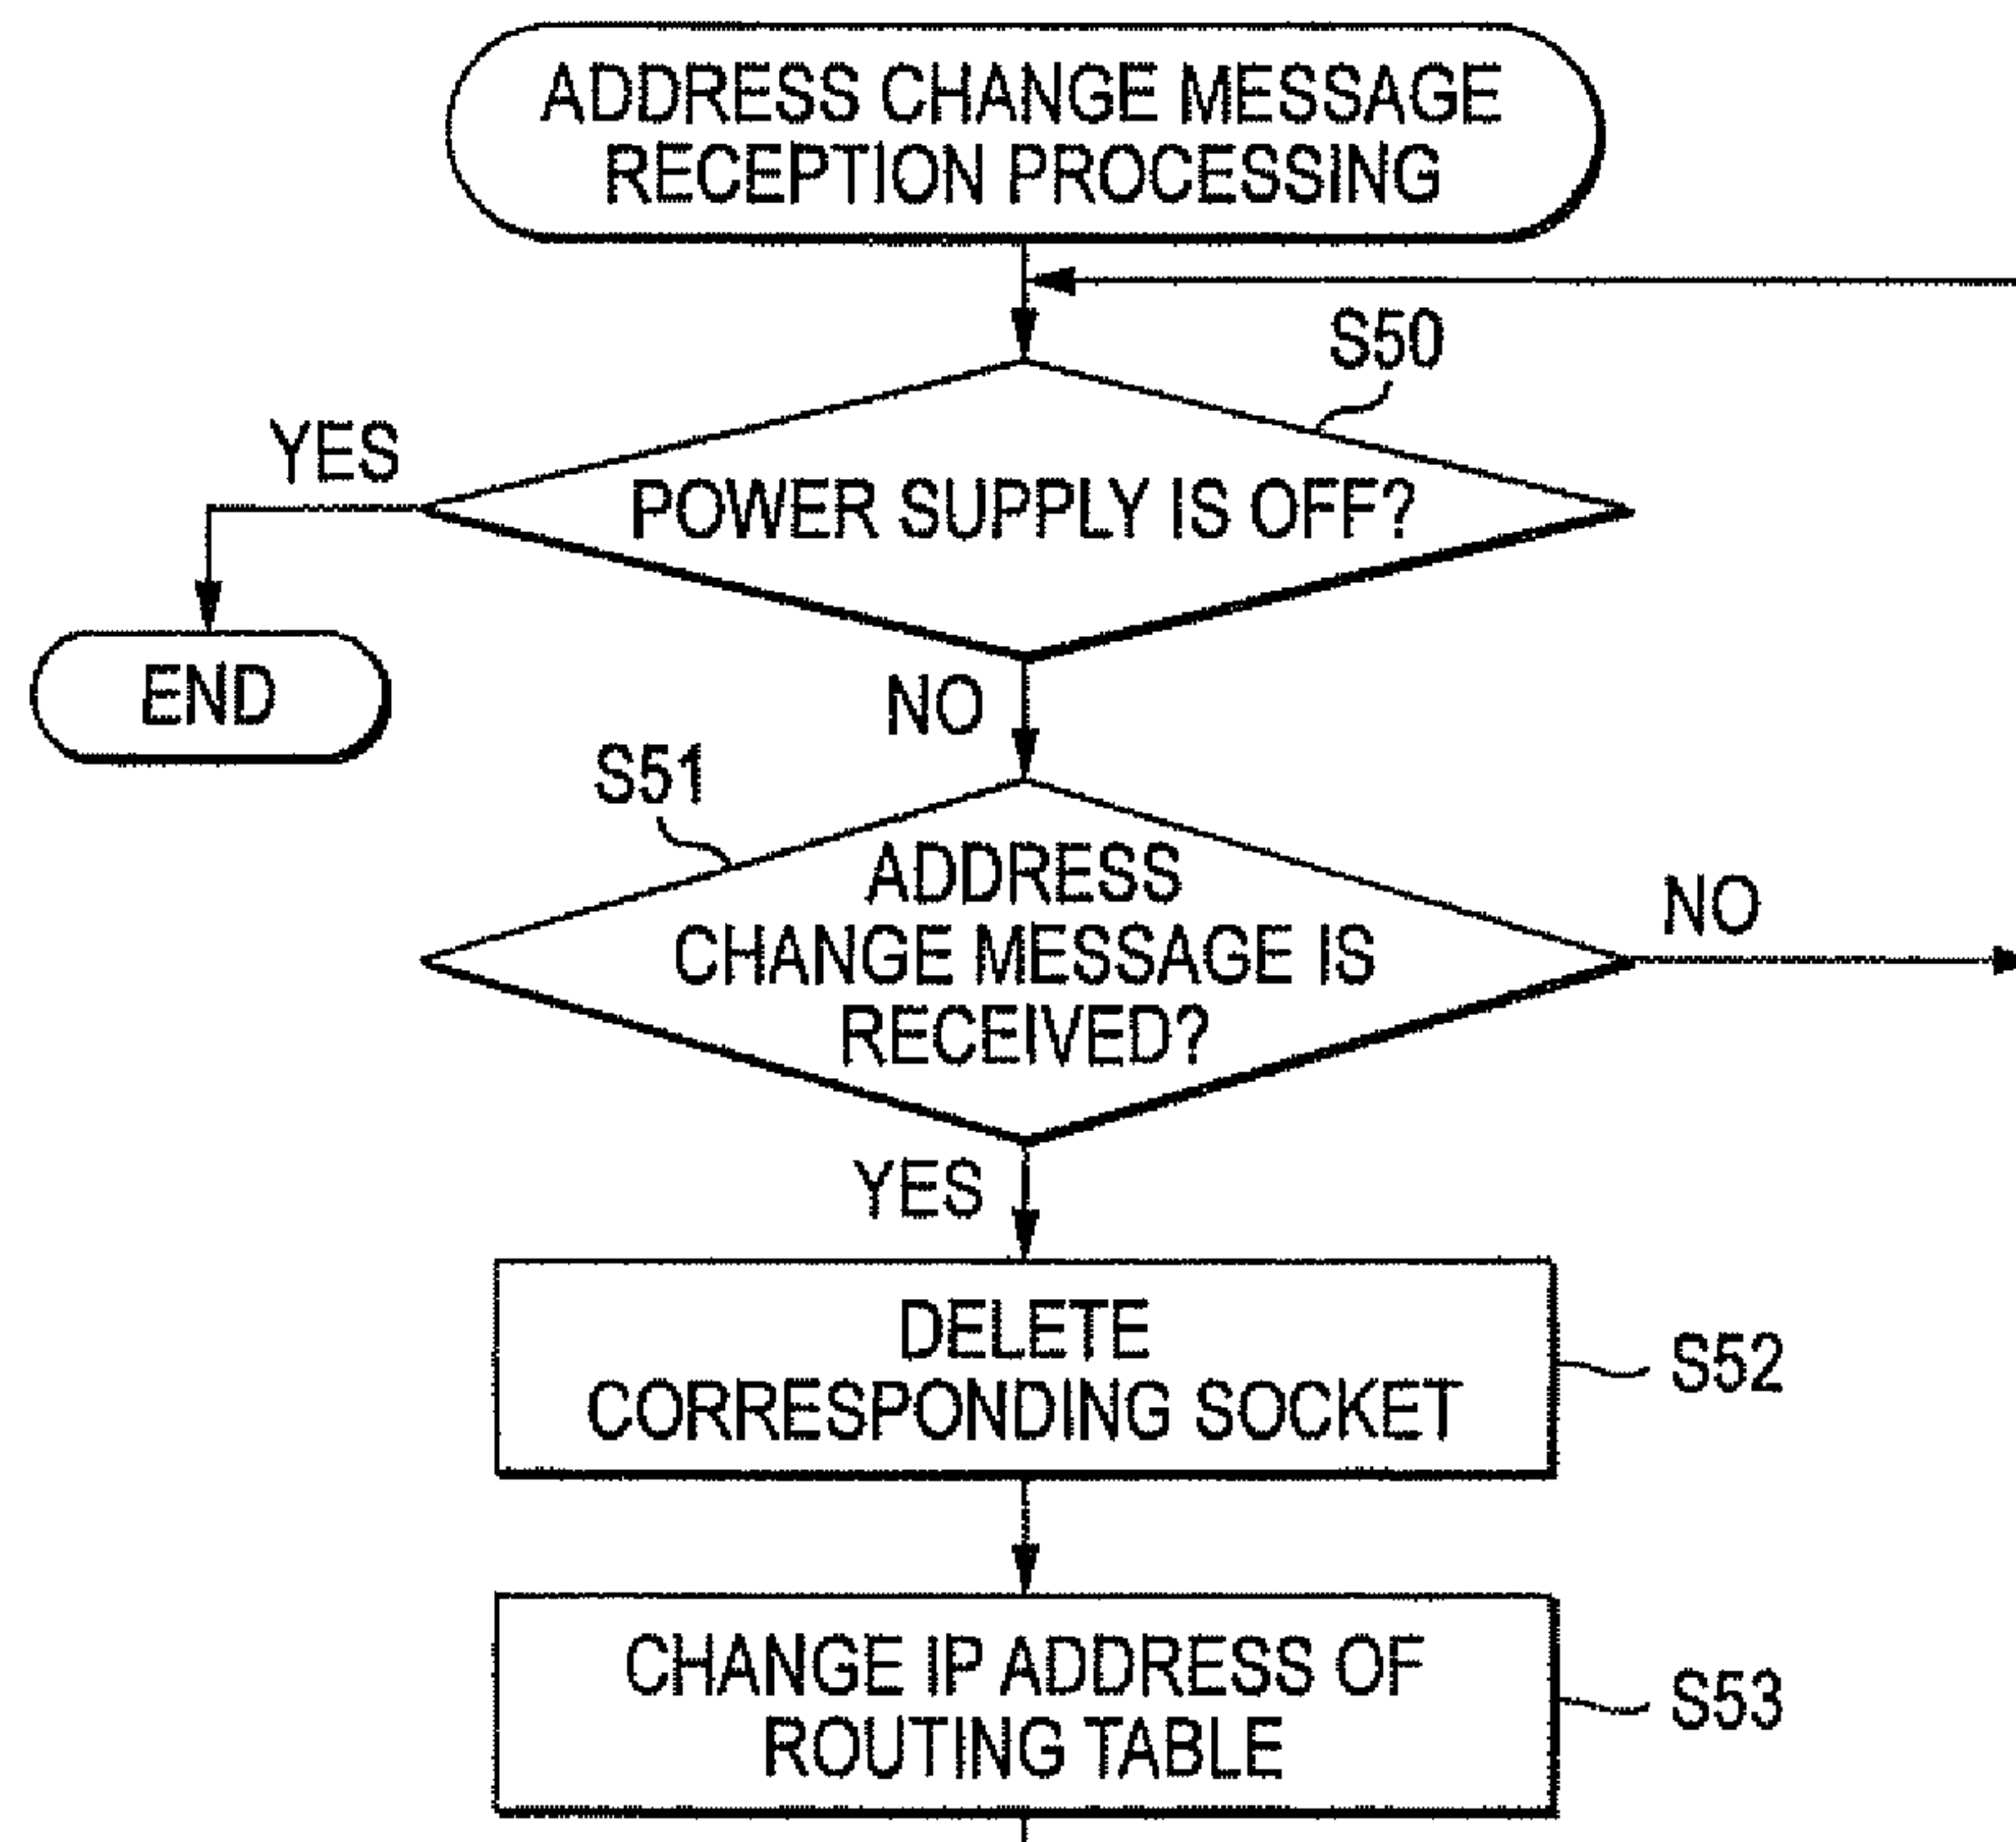 ADDRESS CHANGE MESSAGE
RECEPTION PROCESSING
S50
YES
POWER SUPPLY IS OFF?
END
NO
S51
ADDRESS
CHANGE MESSAGE IS
RECEIVED?
NO
YES
DELETE
CORRESPONDING SOCKET
S52
CHANGE IP ADDRESS OF
ROUTING TABLE
S53